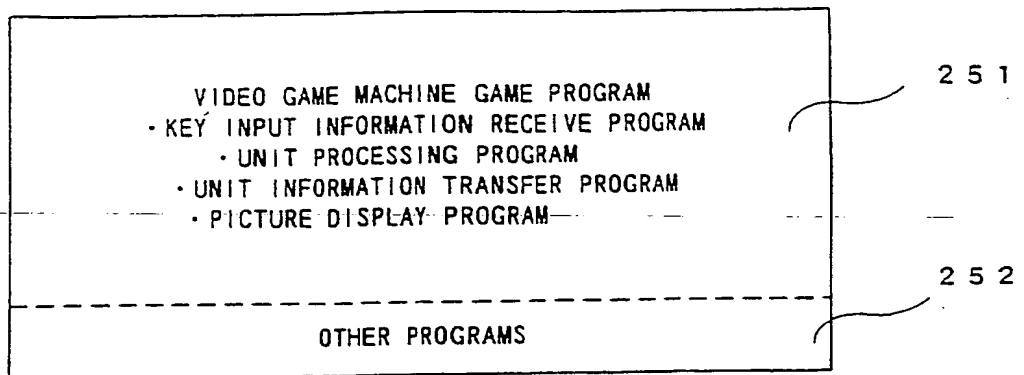 VIDEO GAME MACHINE GAME PROGRAM
・KEY INPUT INFORMATION RECEIVE PROGRAM
・UNIT PROCESSING PROGRAM
・UNIT INFORMATION TRANSFER PROGRAM
・PICTURE DISPLAY PROGRAM
251
OTHER PROGRAMS
252